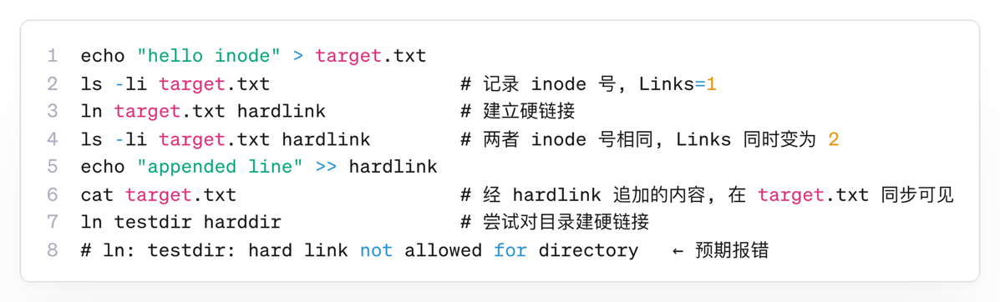 1 echo "hello inode" > target.txt
2 ls -li target.txt # 记录 inode 号, Links=1
3 ln target.txt hardlink # 建立硬链接
4 ls -li target.txt hardlink # 两者 inode 号相同, Links 同时变为 2
5 echo "appended line" >> hardlink
6 cat target.txt # 经 hardlink 追加的内容, 在 target.txt 同步可见
7 ln testdir harddir # 尝试对目录建硬链接
8 # ln: testdir: hard link not allowed for directory ← 预期报错